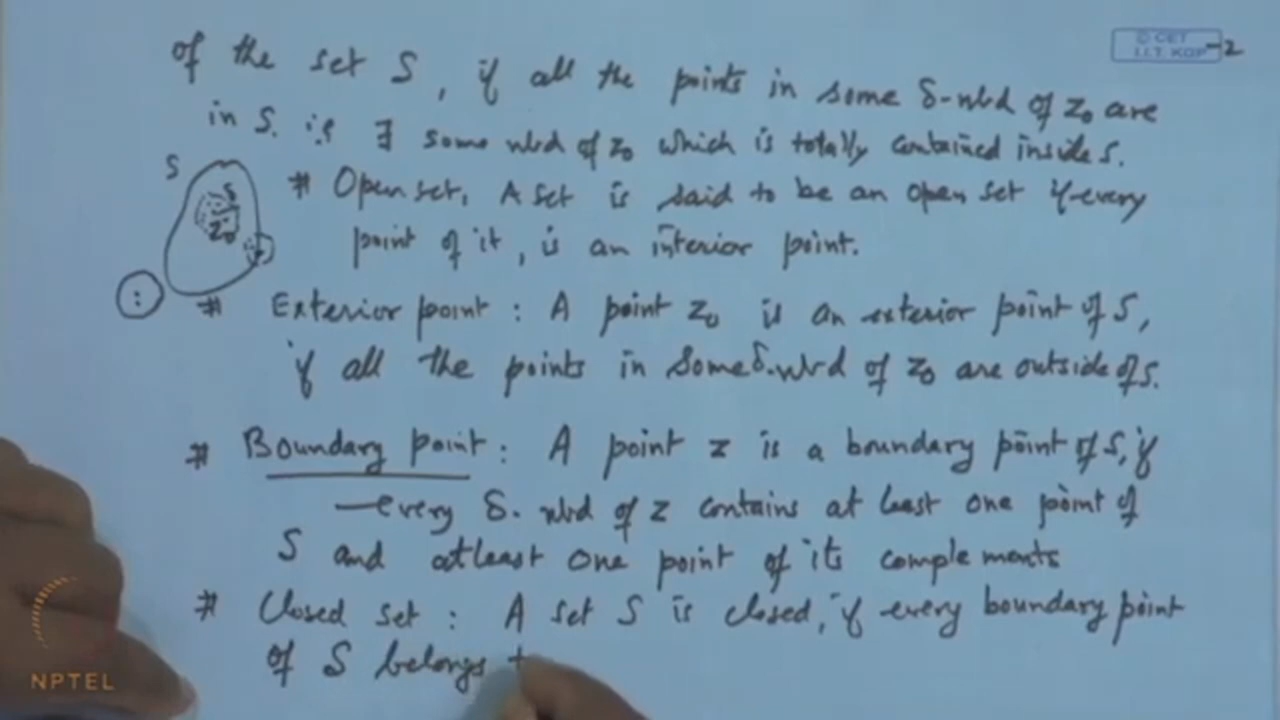 © CET
I.I.T. KGP -2
of the set S, if all the points in some δ-nbd of z₀ are
in S. i.e ∃ some nbd of z₀ which is totally contained inside S.
S
δ
z₀
# Open set. A set is said to be an open set if every
point of it, is an interior point.
# Exterior point : A point z₀ is an exterior point of S,
if all the points in some δ.nbd of z₀ are outside of S.
# Boundary point : A point z is a boundary point of S, if
every δ. nbd of z contains at least one point of
S and atleast one point of its complements
# Closed set : A set S is closed, if every boundary point
of S belongs t
NPTEL